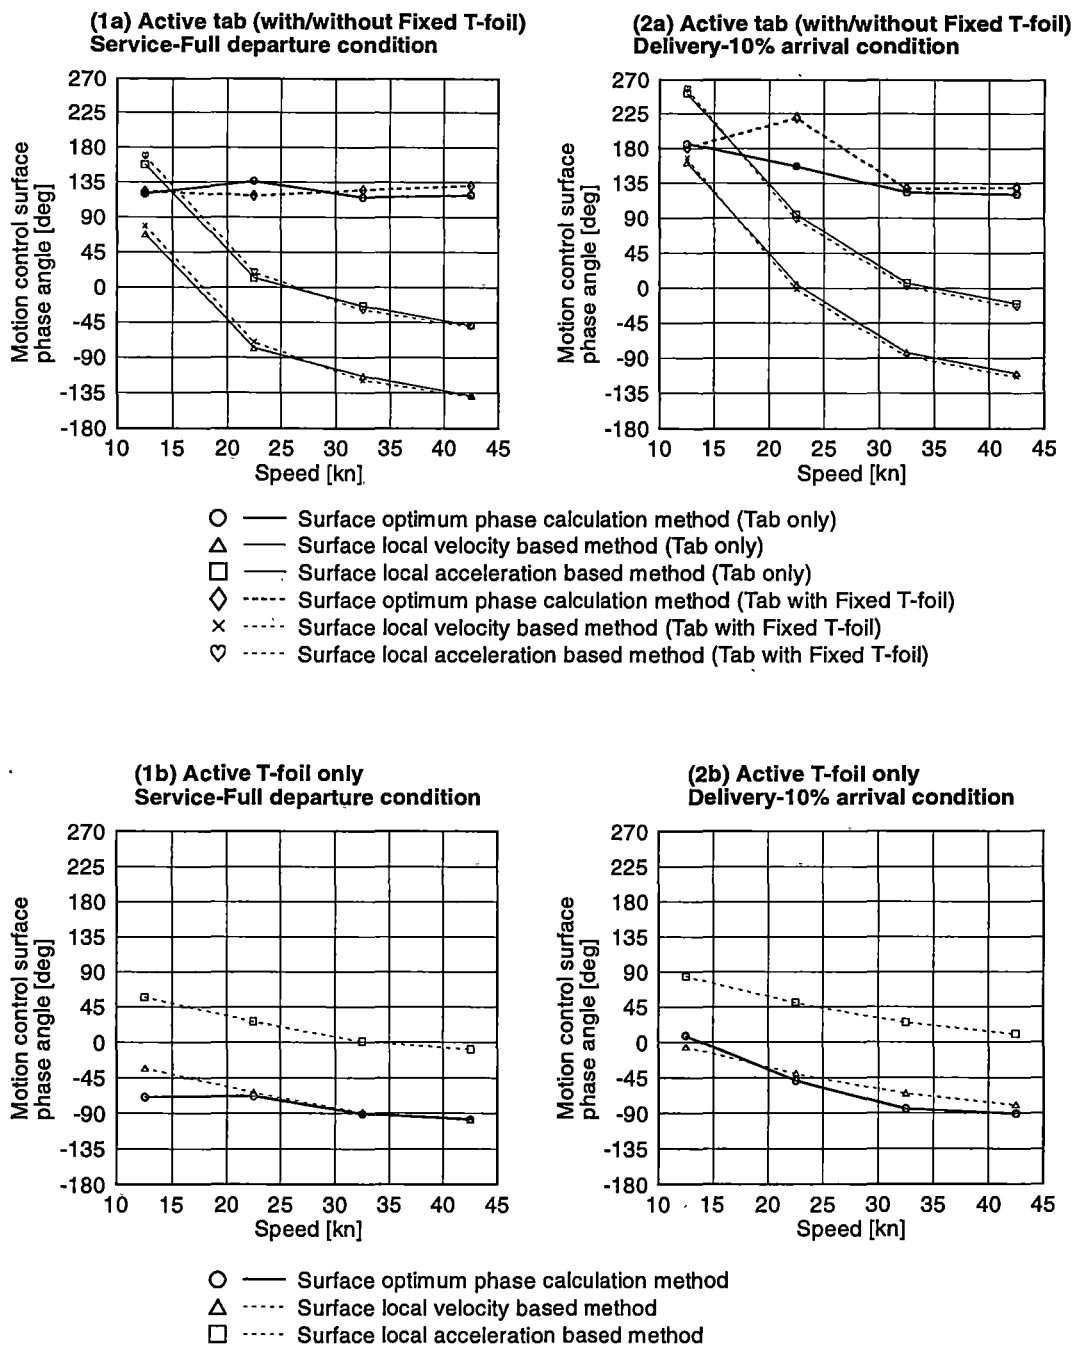 (1a) Active tab (with/without Fixed T-foil)
Service-Full departure condition
270
225
180
135
90
45
0
-45
-90
-135
-180
10 15 20 25 30 35 40 45
Motion control surface
phase angle [deg]
Speed [kn]
(2a) Active tab (with/without Fixed T-foil)
Delivery-10% arrival condition
270
225
180
135
90
45
0
-45
-90
-135
-180
10 15 20 25 30 35 40 45
Motion control surface
phase angle [deg]
Speed [kn]
Surface optimum phase calculation method (Tab only)
Surface local velocity based method (Tab only)
Surface local acceleration based method (Tab only)
Surface optimum phase calculation method (Tab with Fixed T-foil)
Surface local velocity based method (Tab with Fixed T-foil)
Surface local acceleration based method (Tab with Fixed T-foil)
(1b) Active T-foil only
Service-Full departure condition
270
225
180
135
90
45
0
-45
-90
-135
-180
10 15 20 25 30 35 40 45
Motion control surface
phase angle [deg]
Speed [kn]
(2b) Active T-foil only
Delivery-10% arrival condition
270
225
180
135
90
45
0
-45
-90
-135
-180
10 15 20 25 30 35 40 45
Motion control surface
phase angle [deg]
Speed [kn]
Surface optimum phase calculation method
Surface local velocity based method
Surface local acceleration based method